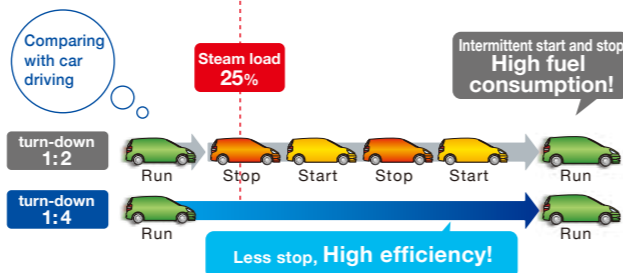 Comparing
with car
driving
Steam load
25%
Intermittent start and stop
High fuel
consumption!
turn-down
1:2
Run
Stop
Start
Stop
Start
Run
turn-down
1:4
Run
Run
Less stop, High efficiency!